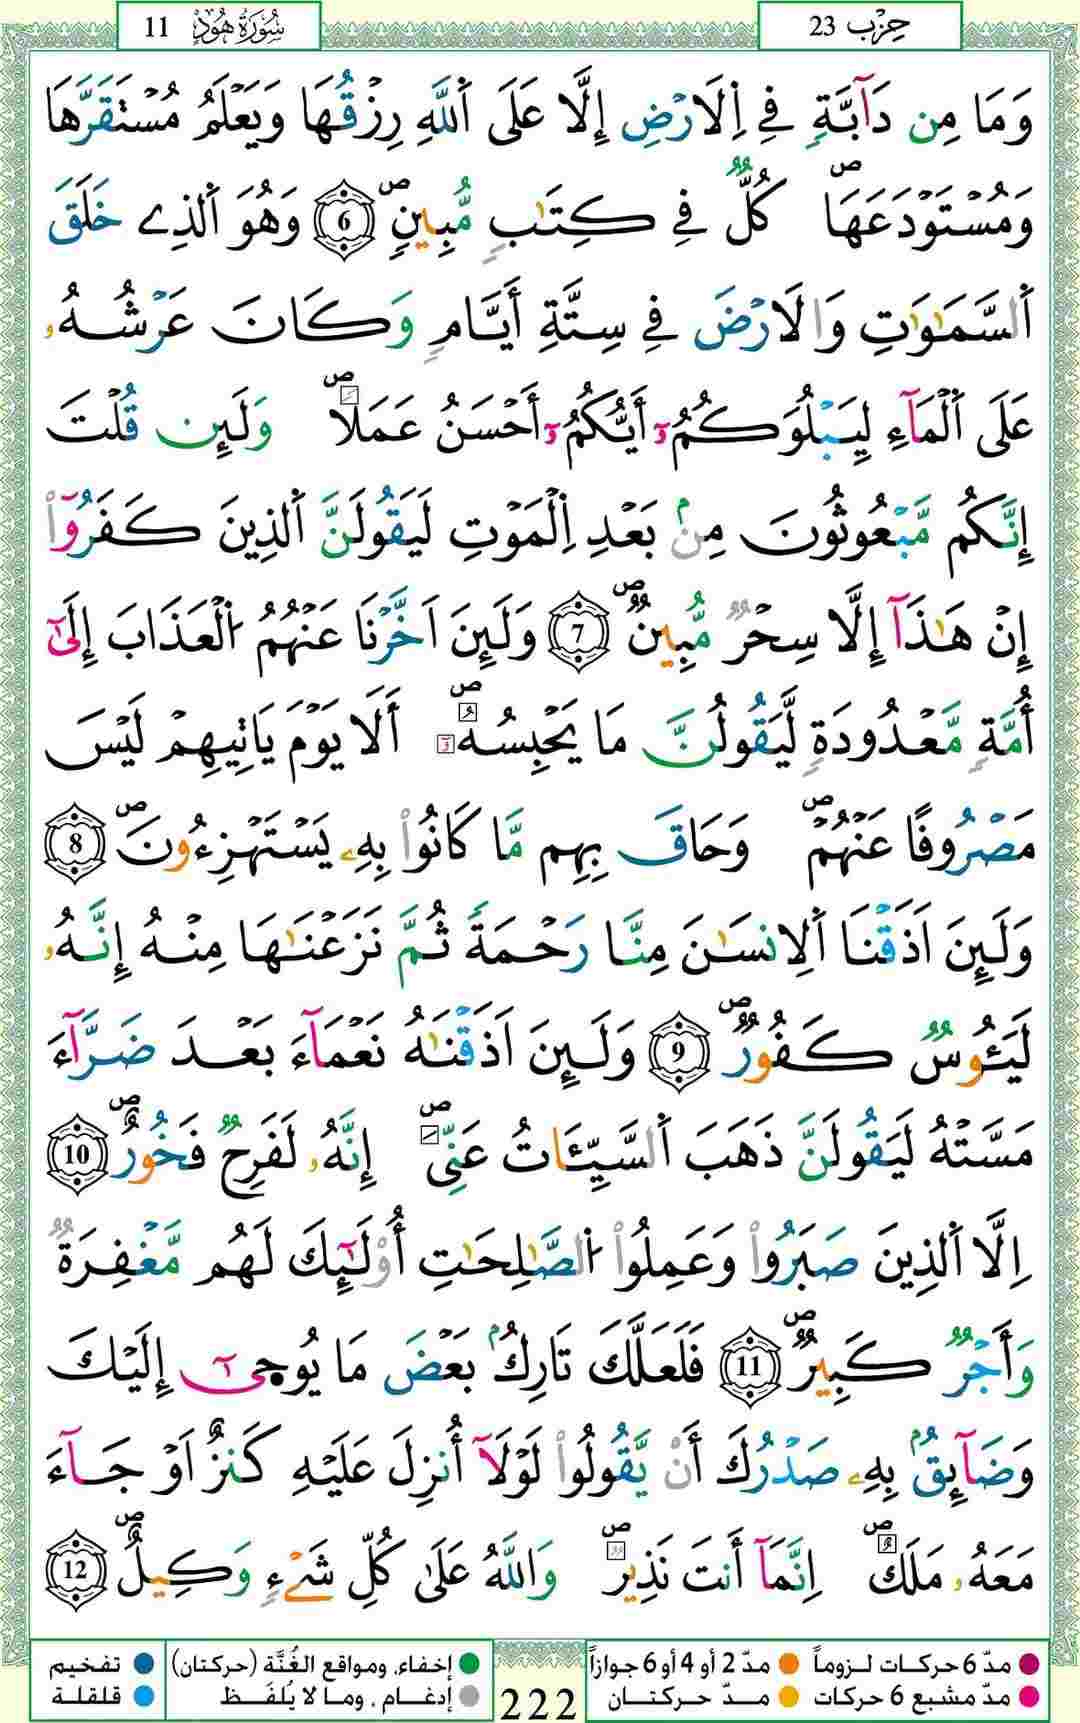 سُورَةُ هُودٍ 11
حِزْب 23
وَمَا مِن دَآبَّةٖ فِے اِ۬لَارْضِ إِلَّا عَلَى اَ۬للَّهِ رِزْقُهَا وَيَعْلَمُ مُسْتَقَرَّهَا
وَمُسْتَوْدَعَهَاۖ كُلّٞ فِے كِتَٰبٖ مُّبِينٖۖ 6 وَهُوَ اَ۬لذِے خَلَقَ
اَ۬لسَّمَٰوَٰتِ وَالَارْضَ فِے سِتَّةِ أَيَّامٖ وَكَانَ عَرْشُهُۥ
عَلَى اَ۬لْمَآءِ لِيَبْلُوَكُمُۥٓ أَيُّكُمُۥٓ أَحْسَنُ عَمَلاٗۖ وَلَئِن قُلْتَ
إِنَّكُم مَّبْعُوثُونَ مِنۢ بَعْدِ اِ۬لْمَوْتِ لَيَقُولَنَّ اَ۬لذِينَ كَفَرُوٓاْ
إِنْ هَٰذَآ إِلَّا سِحْرٞ مُّبِينٞۖ 7 وَلَئِنَ اَخَّرْنَا عَنْهُمُ اُ۬لْعَذَابَ إِلَىٰٓ
أُمَّةٖ مَّعْدُودَةٖ لَّيَقُولُنَّ مَا يَحْبِسُهُۥٓۖ أَلَا يَوْمَ يَاتِيهِمْ لَيْسَ
مَصْرُوفًا عَنْهُمْۖ وَحَاقَ بِهِم مَّا كَانُواْ بِهِۦ يَسْتَهْزِءُونَۖ 8
وَلَئِنَ اَذَقْنَا اَ۬لِانسَٰنَ مِنَّا رَحْمَةٗ ثُمَّ نَزَعْنَٰهَا مِنْهُ إِنَّهُۥ
لَيَـُٔوسٞ كَفُورٞۖ 9 وَلَئِنَ اَذَقْنَٰهُ نَعْمَآءَ بَعْدَ ضَرَّآءَ
مَسَّتْهُ لَيَقُولَنَّ ذَهَبَ اَ۬لسَّيِّـَٔاتُ عَنِّيۖ إِنَّهُۥ لَفَرِحٞ فَخُورٌۖ 10
اِلَّا اَ۬لذِينَ صَبَرُواْ وَعَمِلُواْ اُ۬لصَّٰلِحَٰتِ أُوْلَٰٓئِكَ لَهُم مَّغْفِرَةٞ
وَأَجْرٞ كَبِيرٞۖ 11 فَلَعَلَّكَ تَارِكُۢ بَعْضَ مَا يُوحَىٰٓ إِلَيْكَ
وَضَآئِقُۢ بِهِۦ صَدْرُكَ أَنْ يَّقُولُواْ لَوْلَآ أُنزِلَ عَلَيْهِ كَنزٌ اَوْ جَآءَ
مَعَهُۥ مَلَكٌۖ اِنَّمَآ أَنتَ نَذِيرٞۖ وَاللَّهُ عَلَىٰ كُلِّ شَےْءٖ وَكِيلٌۖ 12
مدّ 6 حركات لزوماً مدّ 2 أو 4 أو 6 جوازاً إخفاء، ومواقع الغُنَّة (حركتان) تفخيم
مدّ مشبع 6 حركات مدّ حركتان إدغام ، وما لا يُلفَظ قلقلة
222